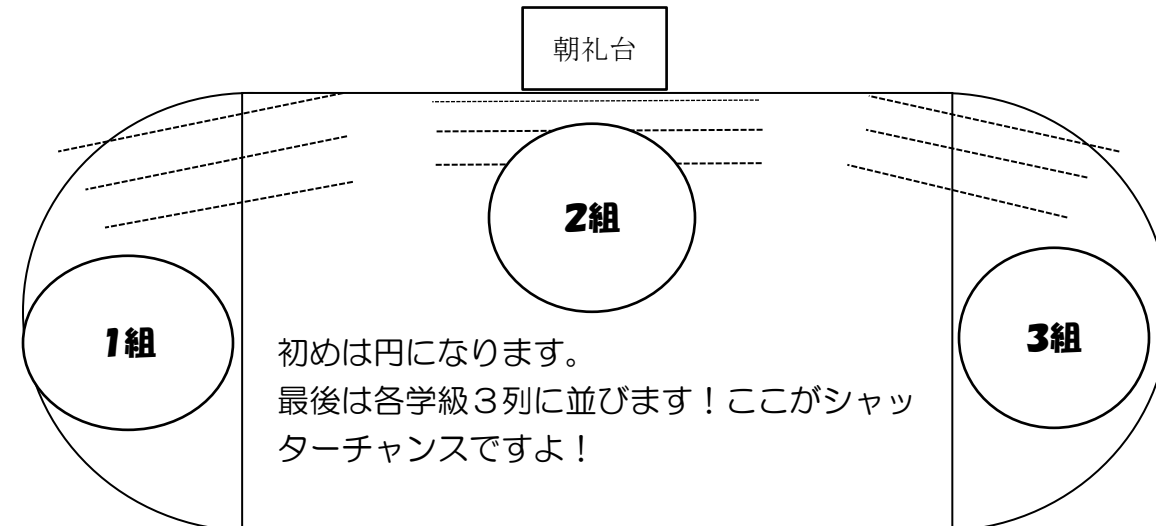 朝礼台
2組
1組
3組
初めは円になります。
最後は各学級３列に並びます！ここがシャッ
ターチャンスですよ！